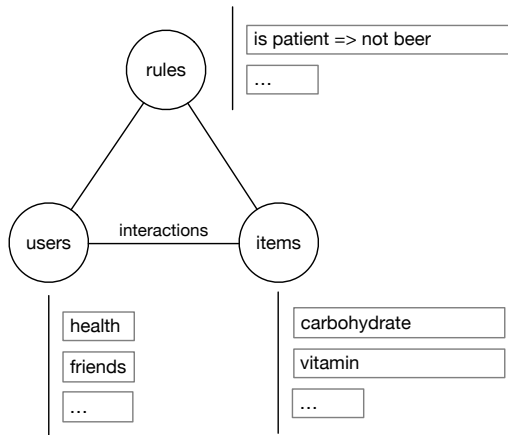 is patient => not beer
rules
...
interactions
users
items
health
carbohydrate
friends
vitamin
...
...